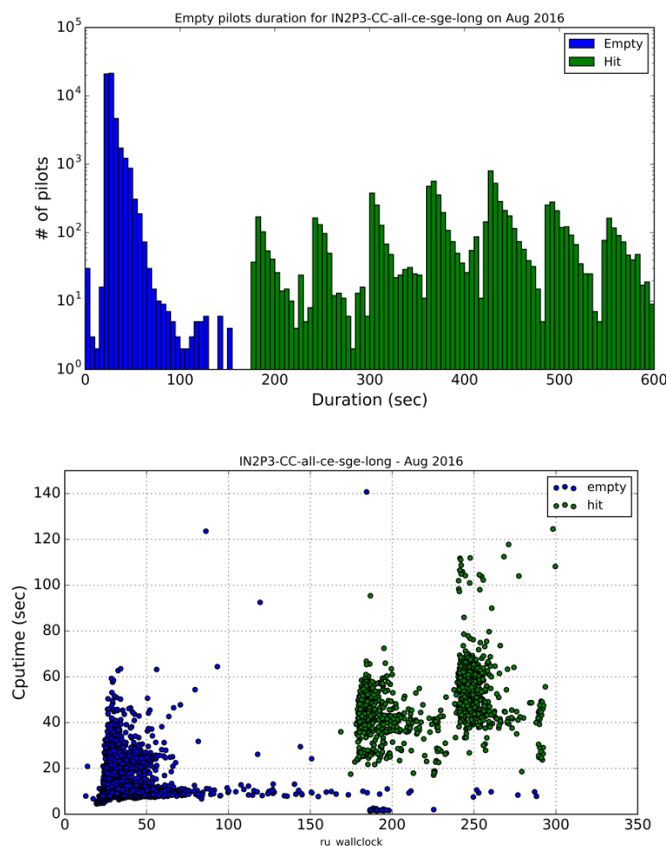 Empty pilots duration for IN2P3-CC-all-ce-sge-long on Aug 2016
10^5
10^4
10^3
10^2
10^1
10^0
# of pilots
Empty
Hit
0 100 200 300 400 500 600
Duration (sec)
IN2P3-CC-all-ce-sge-long - Aug 2016
140
120
100
80
60
40
20
0
Cputime (sec)
empty
hit
0 50 100 150 200 250 300 350
ru_wallclock